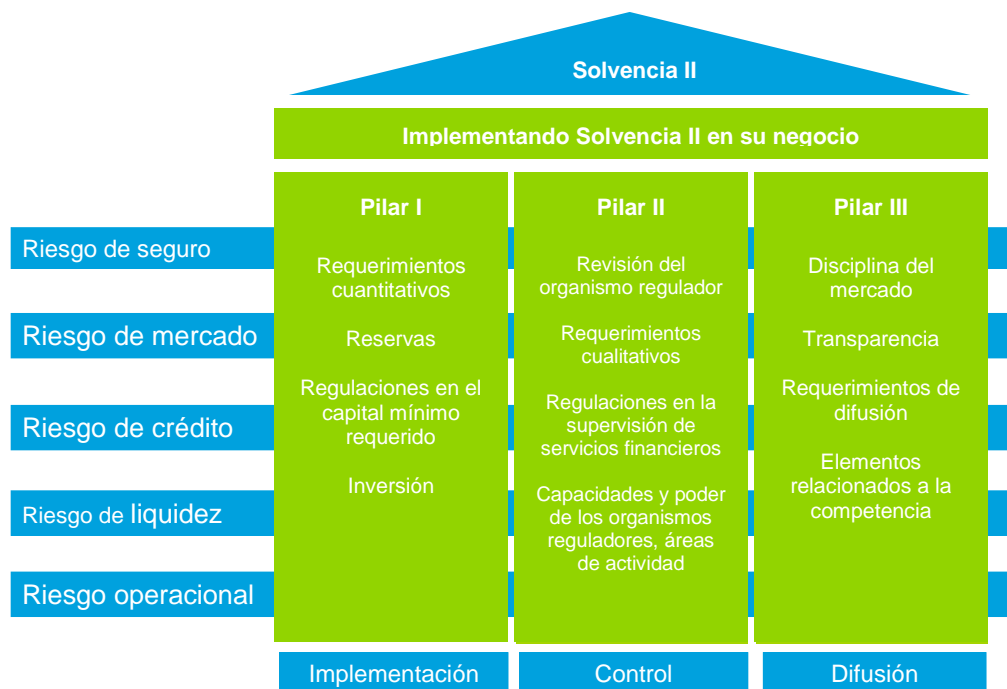 Solvencia II
Implementando Solvencia II en su negocio
Riesgo de seguro
Riesgo de mercado
Riesgo de crédito
Riesgo de liquidez
Riesgo operacional
Pilar I
Requerimientos
cuantitativos
Reservas
Regulaciones en el
capital mínimo
requerido
Inversión
Implementación
Pilar II
Revisión del
organismo regulador
Requerimientos
cualitativos
Regulaciones en la
supervisión de
servicios financieros
Capacidades y poder
de los organismos
reguladores, áreas
de actividad
Control
Pilar III
Disciplina del
mercado
Transparencia
Requerimientos de
difusión
Elementos
relacionados a la
competencia
Difusión